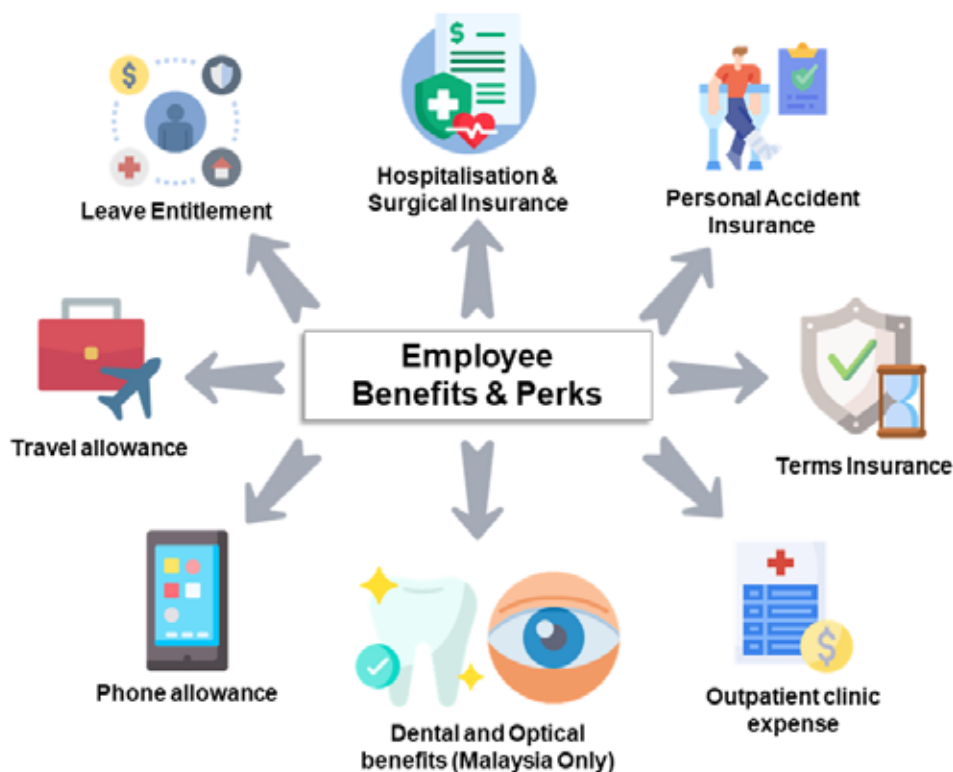 Leave Entitlement
Hospitalisation &
Surgical Insurance
Personal Accident
Insurance
Employee
Benefits & Perks
Travel allowance
Terms Insurance
Phone allowance
Dental and Optical
benefits (Malaysia Only)
Outpatient clinic
expense